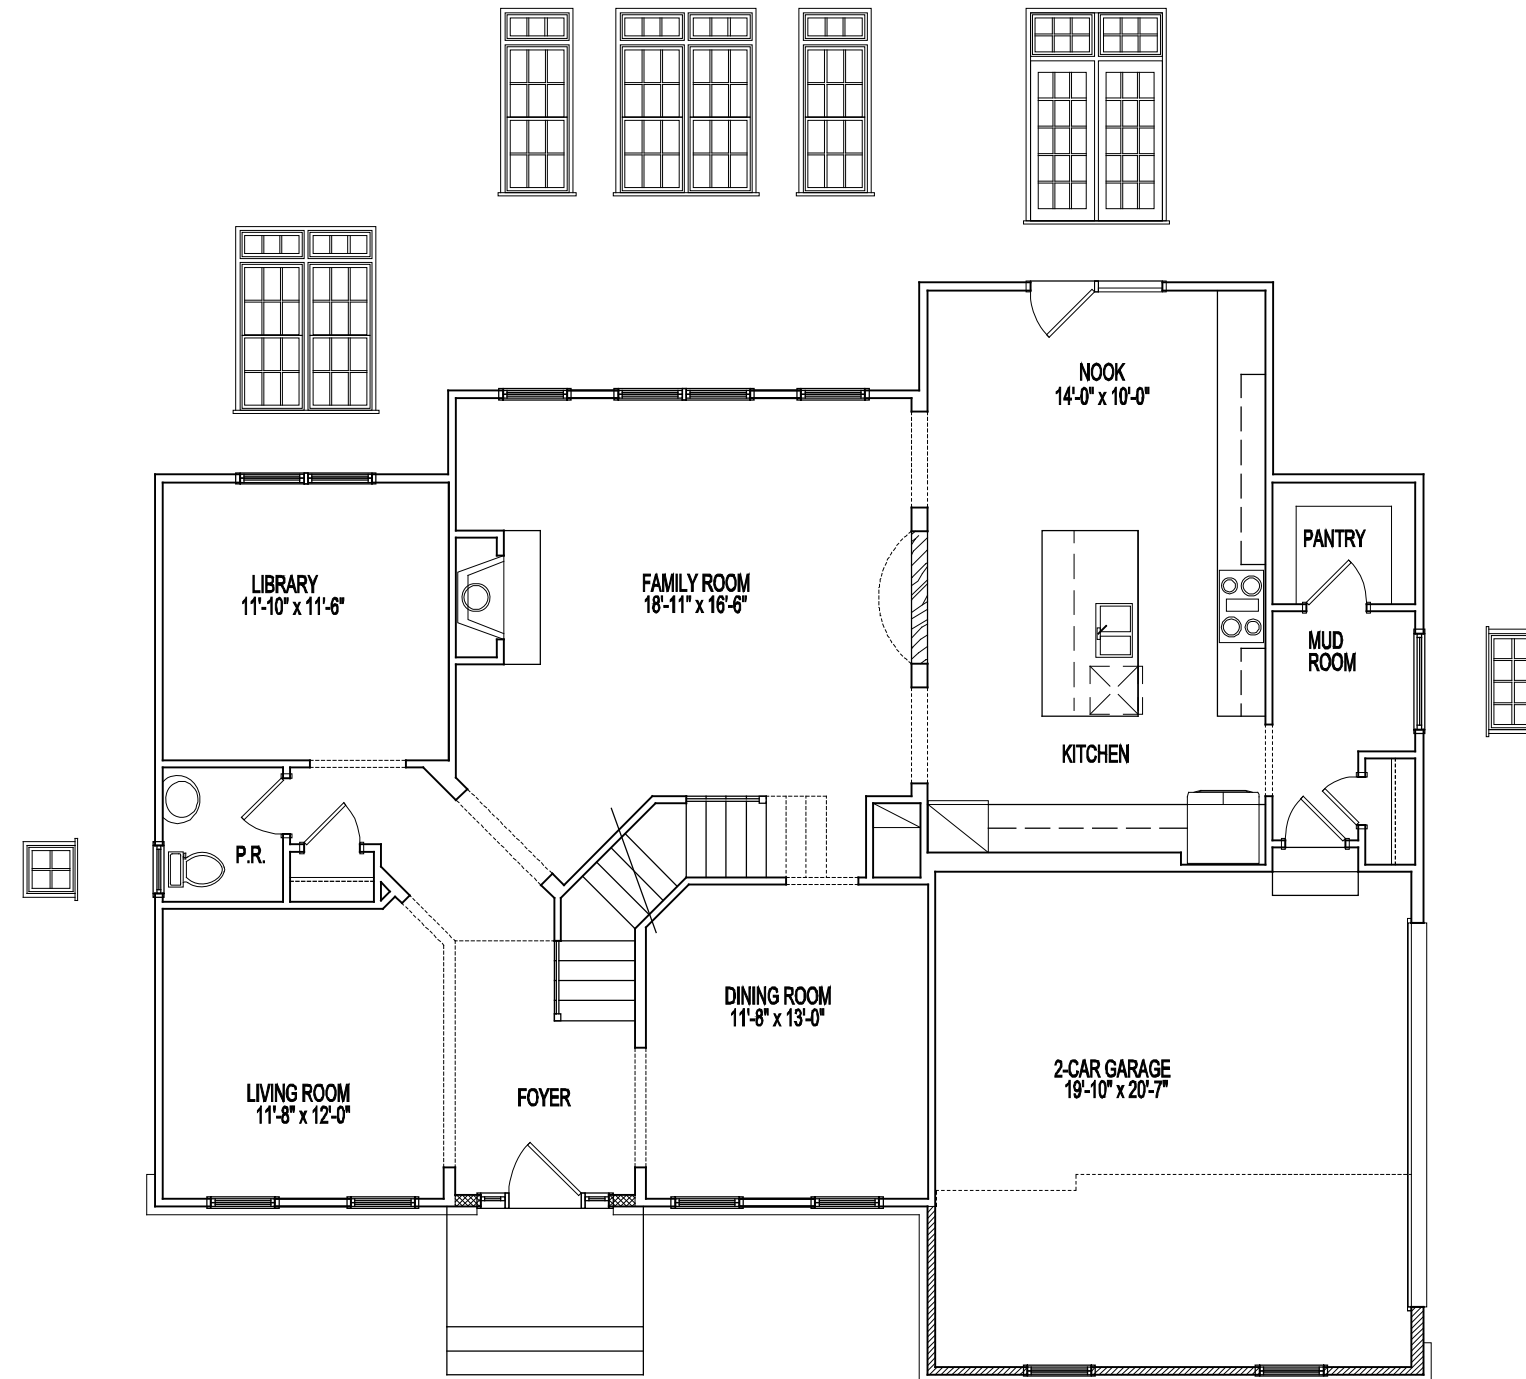 NOOK
14'-0" x 10'-0"
PANTRY
LIBRARY
11'-10" x 11'-6"
FAMILY ROOM
18'-11" x 16'-6"
MUD
ROOM
KITCHEN
P.R.
DINING ROOM
11'-8" x 13'-0"
2-CAR GARAGE
19'-10" x 20'-7"
LIVING ROOM
11'-8" x 12'-0"
FOYER